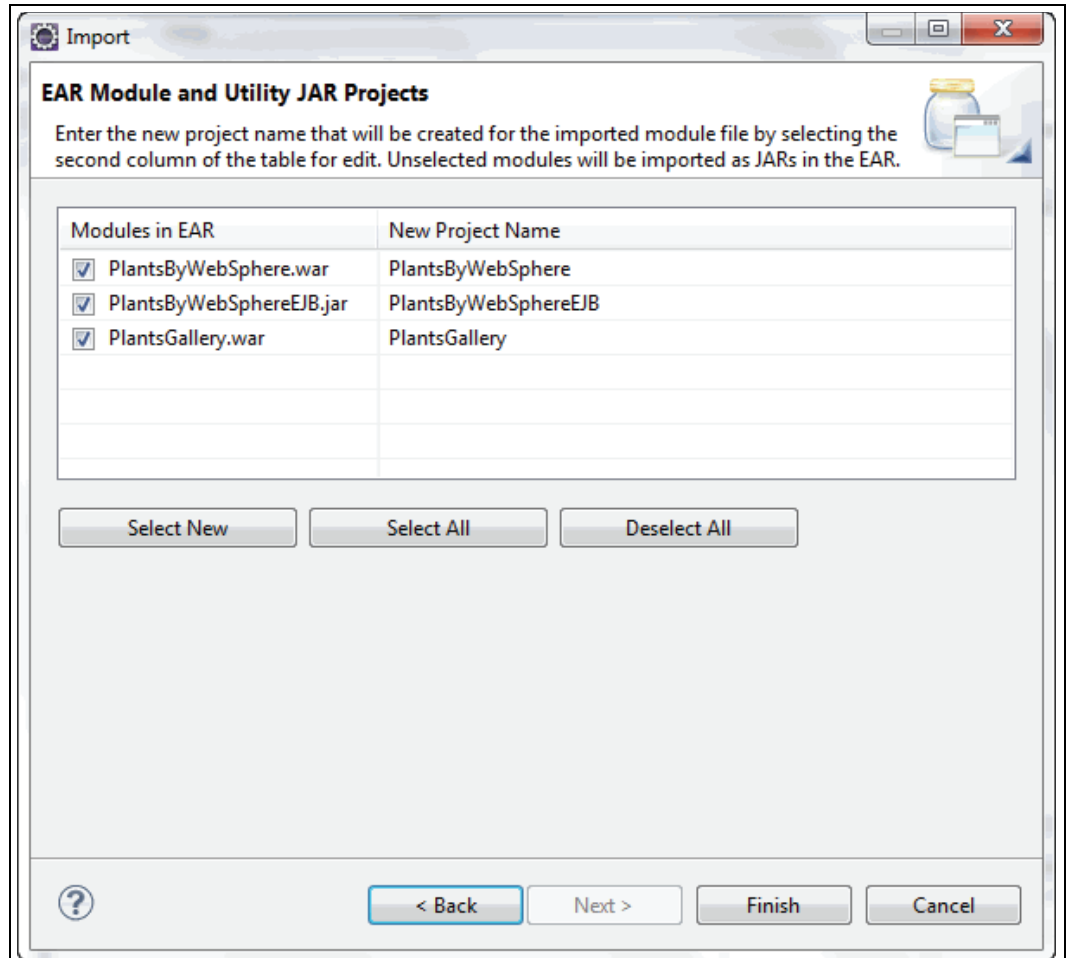 Import
EAR Module and Utility JAR Projects
Enter the new project name that will be created for the imported module file by selecting the
second column of the table for edit. Unselected modules will be imported as JARs in the EAR.
Modules in EAR New Project Name
PlantsByWebSphere.war PlantsByWebSphere
PlantsByWebSphereEJB.jar PlantsByWebSphereEJB
PlantsGallery.war PlantsGallery
Select New Select All Deselect All
? < Back Next > Finish Cancel